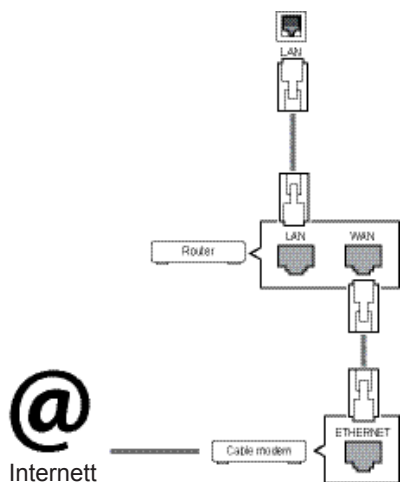 LAN
LAN WAN
Router
ETHERNET
Cable modem
@
Internett